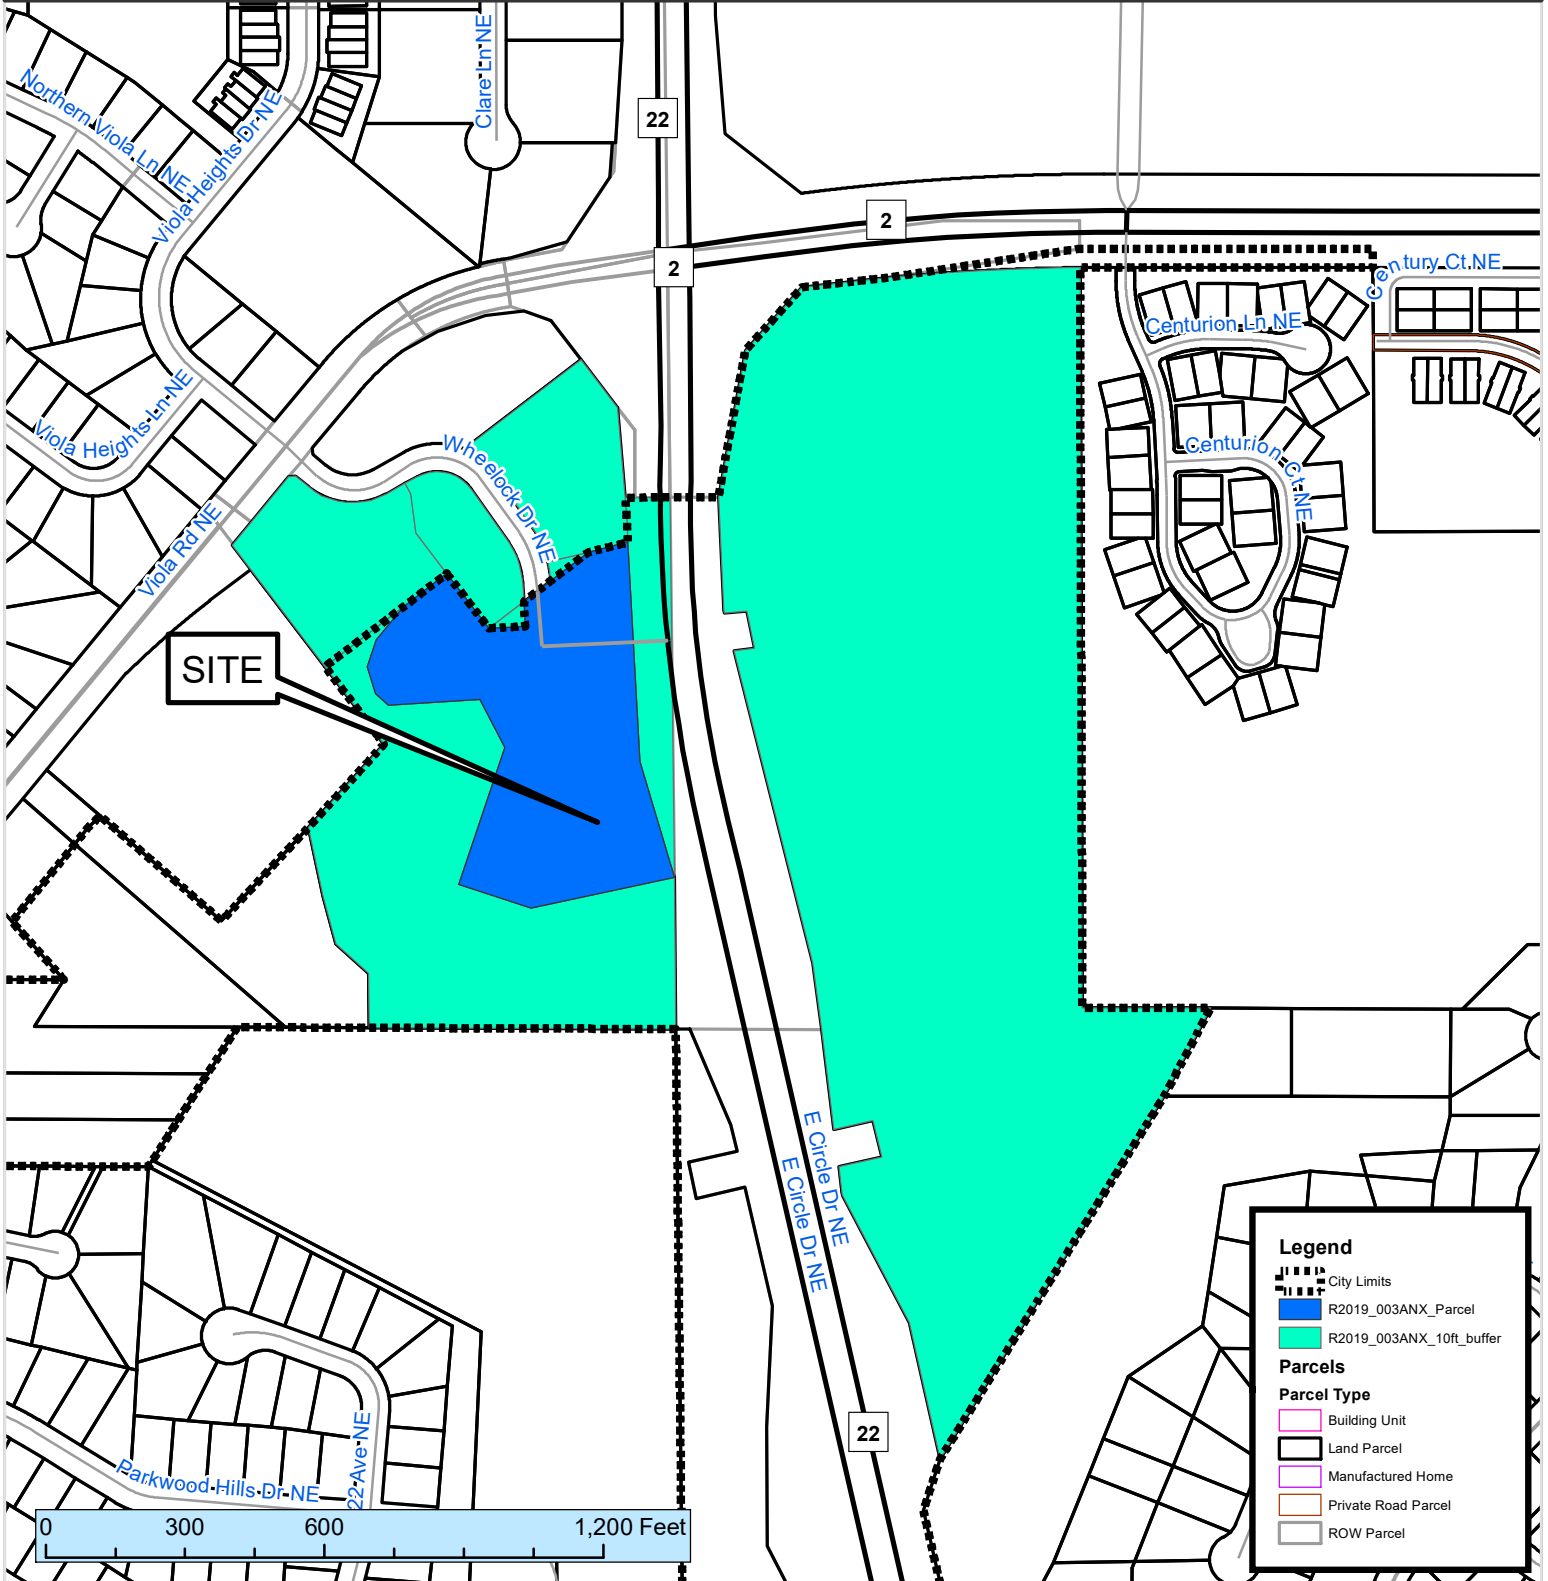 Clare Ln NE
Northern Viola Ln NE
Viola Heights Dr NE
22
2
2
Century Ct NE
Centurion Ln NE
Viola Heights Ln NE
Wheelock Dr NE
Centurion Ct NE
Viola Rd NE
SITE
E Circle Dr NE
E Circle Dr NE
22
22 Ave NE
Parkwood Hills Dr NE
0 300 600 1,200 Feet
Legend
City Limits
R2019_003ANX_Parcel
R2019_003ANX_10ft_buffer
Parcels
Parcel Type
Building Unit
Land Parcel
Manufactured Home
Private Road Parcel
ROW Parcel